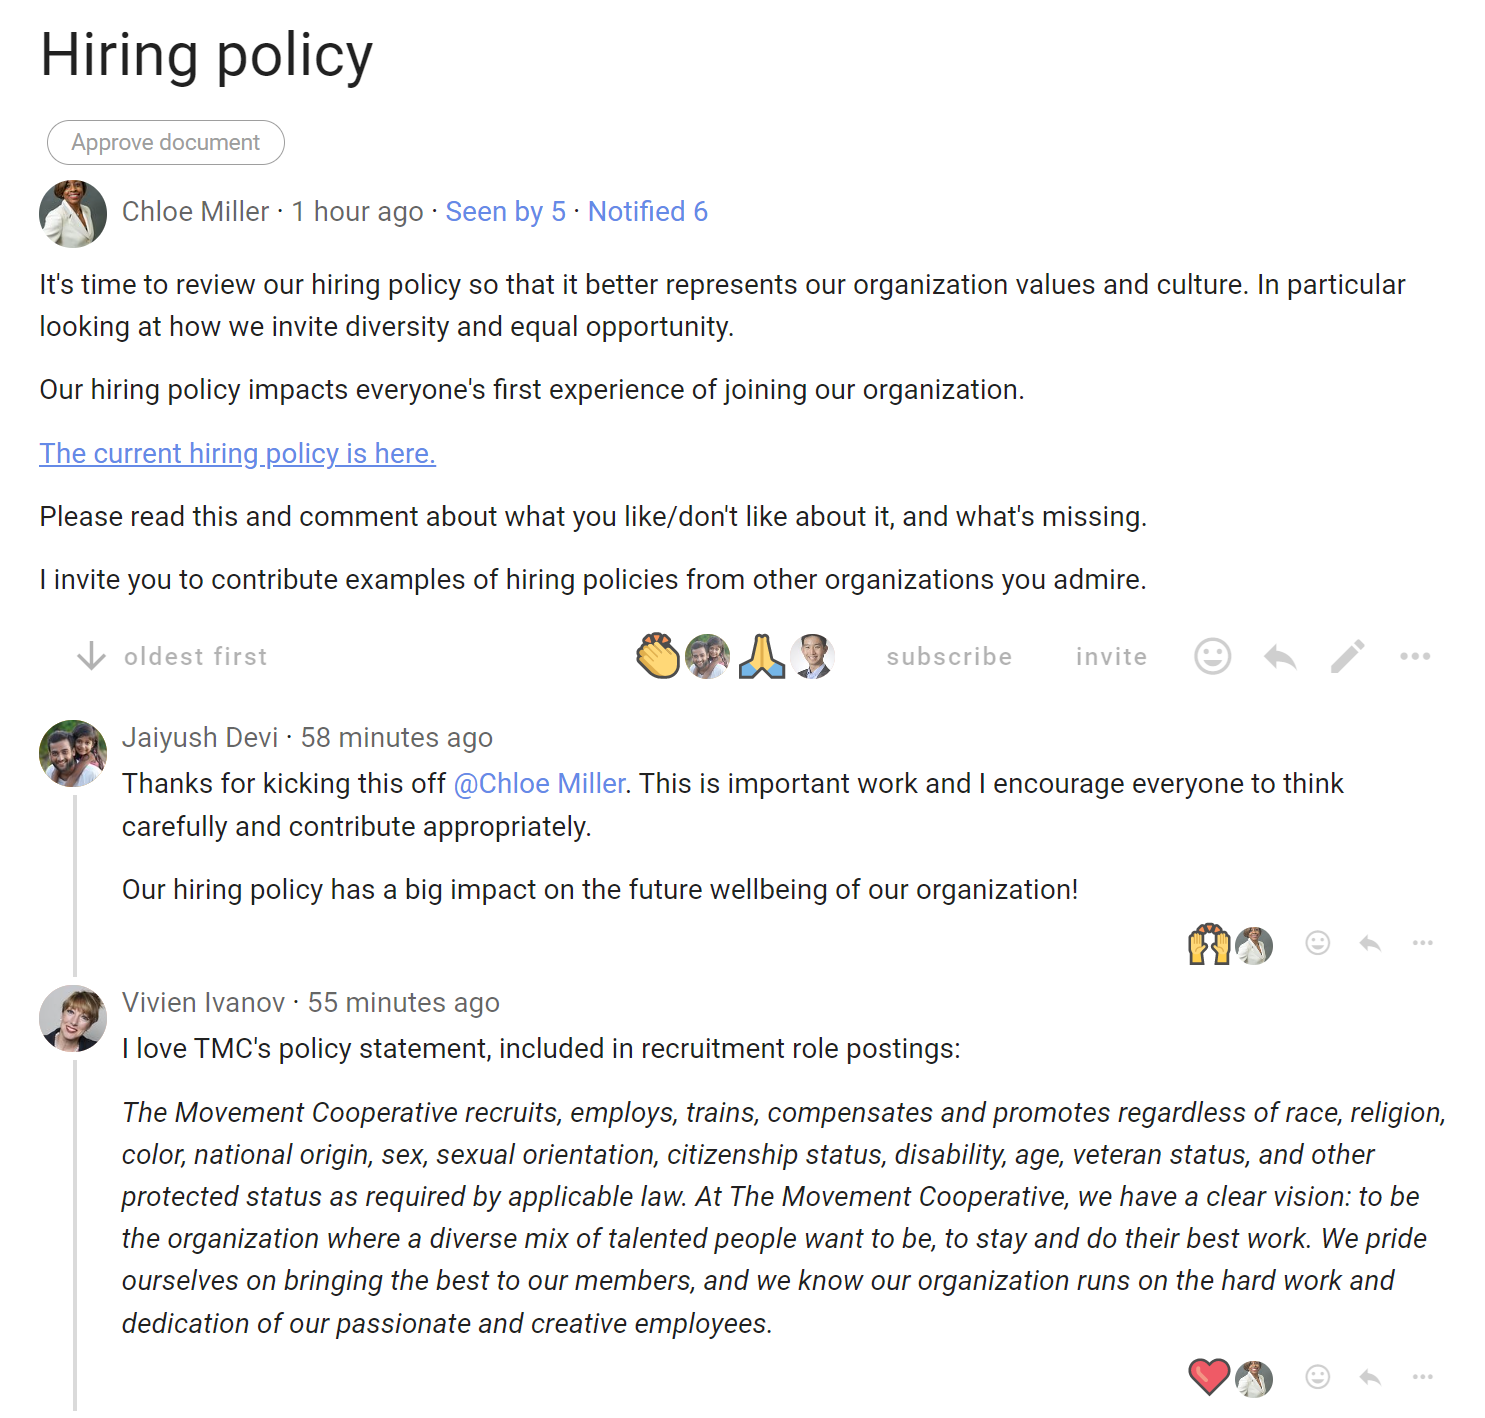 Hiring policy
Approve document
Chloe Miller · 1 hour ago · Seen by 5 · Notified 6
It's time to review our hiring policy so that it better represents our organization values and culture. In particular
looking at how we invite diversity and equal opportunity.
Our hiring policy impacts everyone's first experience of joining our organization.
The current hiring policy is here.
Please read this and comment about what you like/don't like about it, and what's missing.
I invite you to contribute examples of hiring policies from other organizations you admire.
oldest first subscribe invite
Jaiyush Devi · 58 minutes ago
Thanks for kicking this off @Chloe Miller. This is important work and I encourage everyone to think
carefully and contribute appropriately.
Our hiring policy has a big impact on the future wellbeing of our organization!
Vivien Ivanov · 55 minutes ago
I love TMC's policy statement, included in recruitment role postings:
The Movement Cooperative recruits, employs, trains, compensates and promotes regardless of race, religion,
color, national origin, sex, sexual orientation, citizenship status, disability, age, veteran status, and other
protected status as required by applicable law. At The Movement Cooperative, we have a clear vision: to be
the organization where a diverse mix of talented people want to be, to stay and do their best work. We pride
ourselves on bringing the best to our members, and we know our organization runs on the hard work and
dedication of our passionate and creative employees.